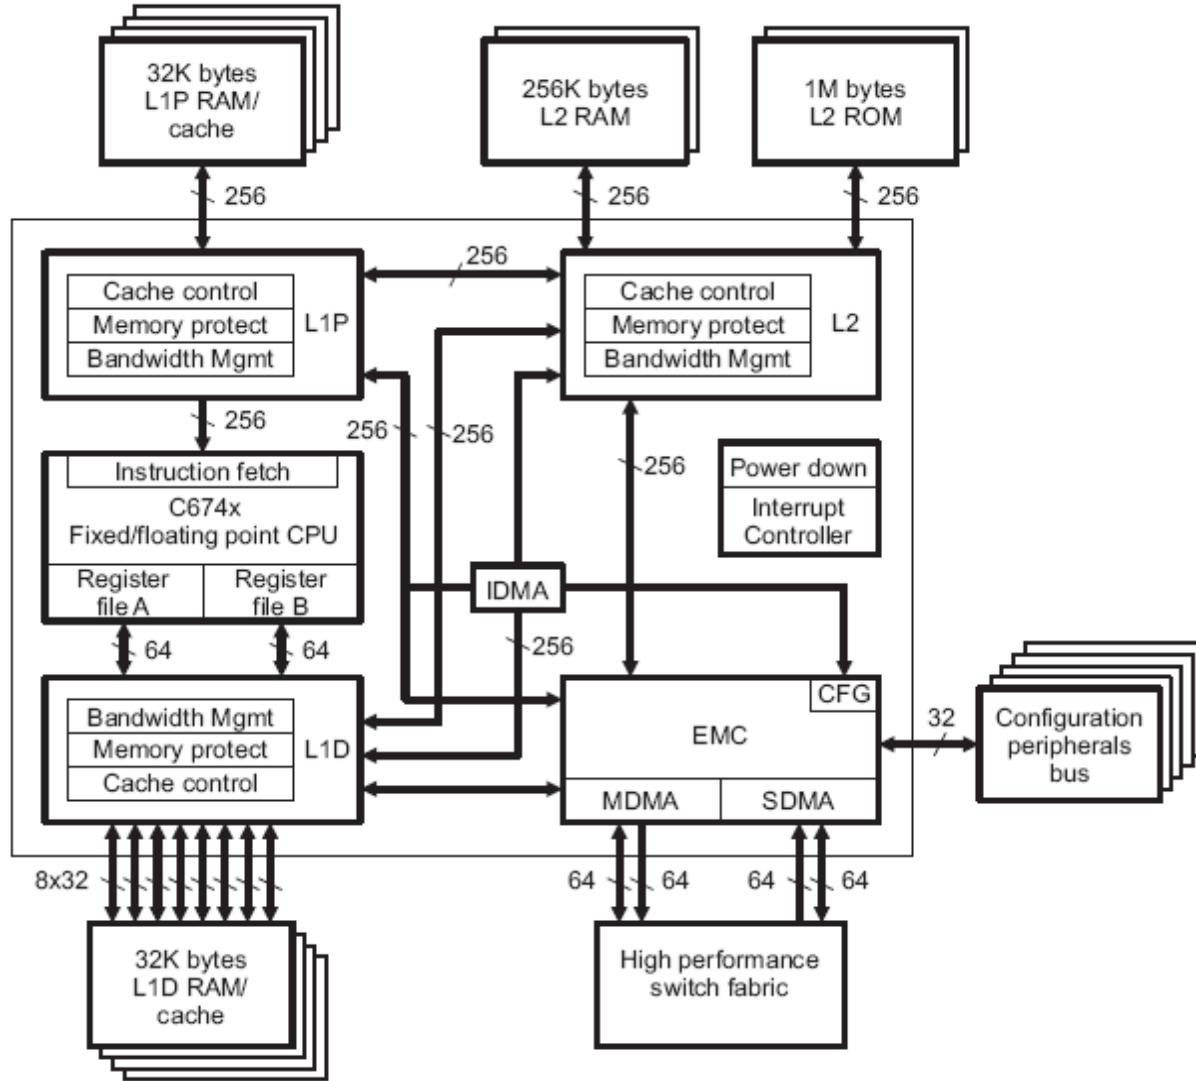 32K bytes
L1P RAM/
cache
256K bytes
L2 RAM
1M bytes
L2 ROM
256
256
256
Cache control
Memory protect
Bandwidth Mgmt
L1P
256
Cache control
Memory protect
Bandwidth Mgmt
L2
256
256
256
256
Instruction fetch
C674x
Fixed/floating point CPU
Register
file A
Register
file B
Power down
Interrupt
Controller
IDMA
64
64
256
Bandwidth Mgmt
Memory protect
Cache control
L1D
CFG
EMC
MDMA
SDMA
32
Configuration
peripherals
bus
8x32
64
64
64
64
32K bytes
L1D RAM/
cache
High performance
switch fabric